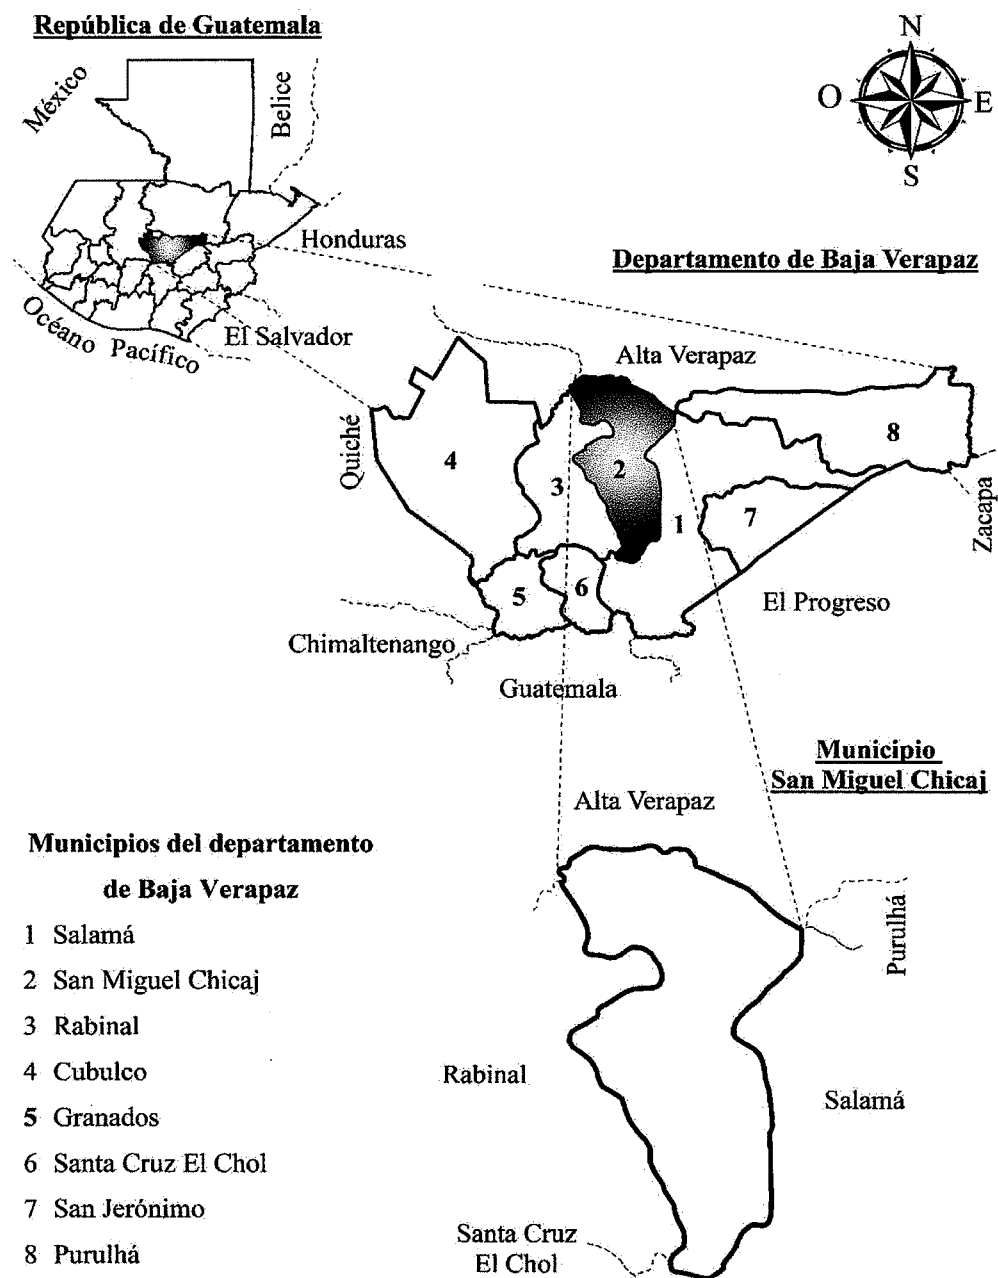 República de Guatemala
México
Belice
Honduras
El Salvador
Océano Pacífico
N
O
E
S
Departamento de Baja Verapaz
Alta Verapaz
Quiché
4
3
2
1
8
7
5
6
Zacapa
El Progreso
Chimaltenango
Guatemala
Municipio
San Miguel Chicaj
Alta Verapaz
Purulhá
Rabinal
Salamá
Santa Cruz
El Chol
Municipios del departamento
de Baja Verapaz
1 Salamá
2 San Miguel Chicaj
3 Rabinal
4 Cubulco
5 Granados
6 Santa Cruz El Chol
7 San Jerónimo
8 Purulhá